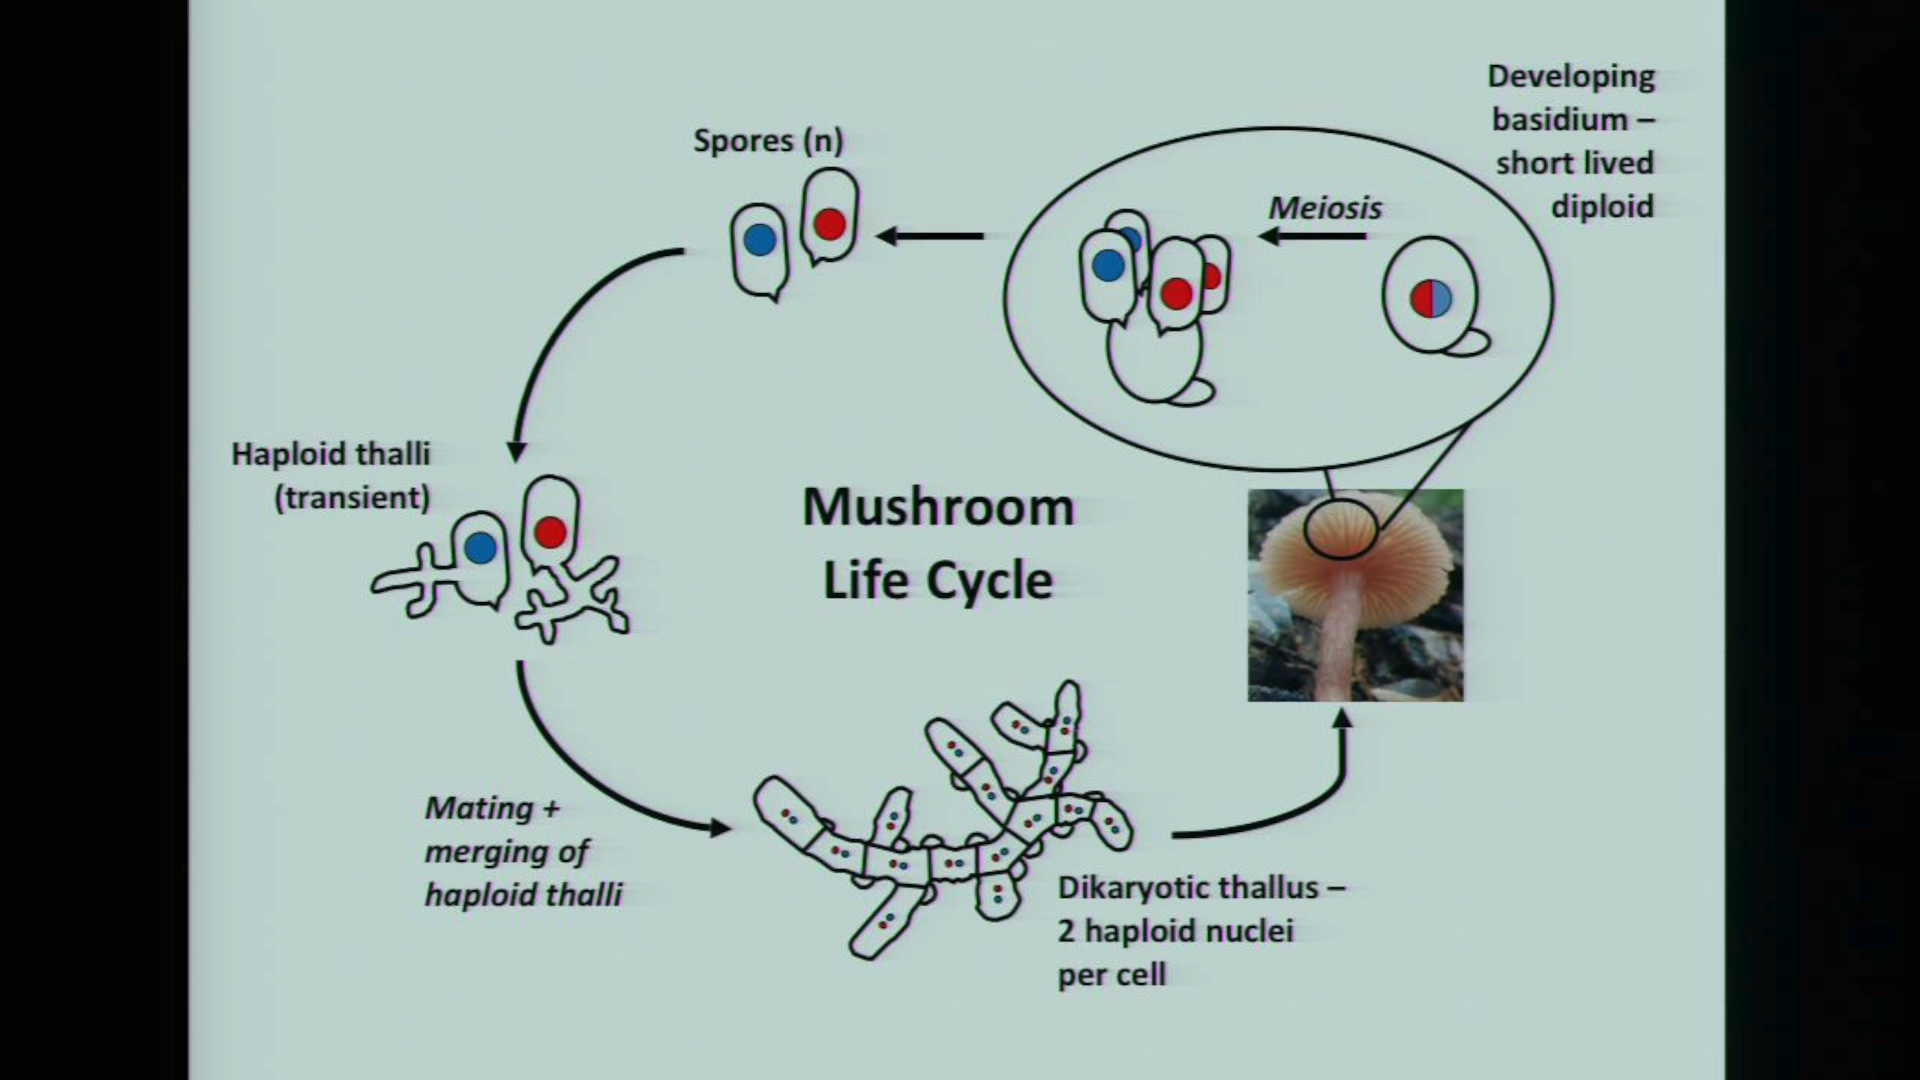 Developing
basidium –
short lived
diploid
Spores (n)
Meiosis
Haploid thalli
(transient)
Mushroom
Life Cycle
Mating +
merging of
haploid thalli
Dikaryotic thallus –
2 haploid nuclei
per cell